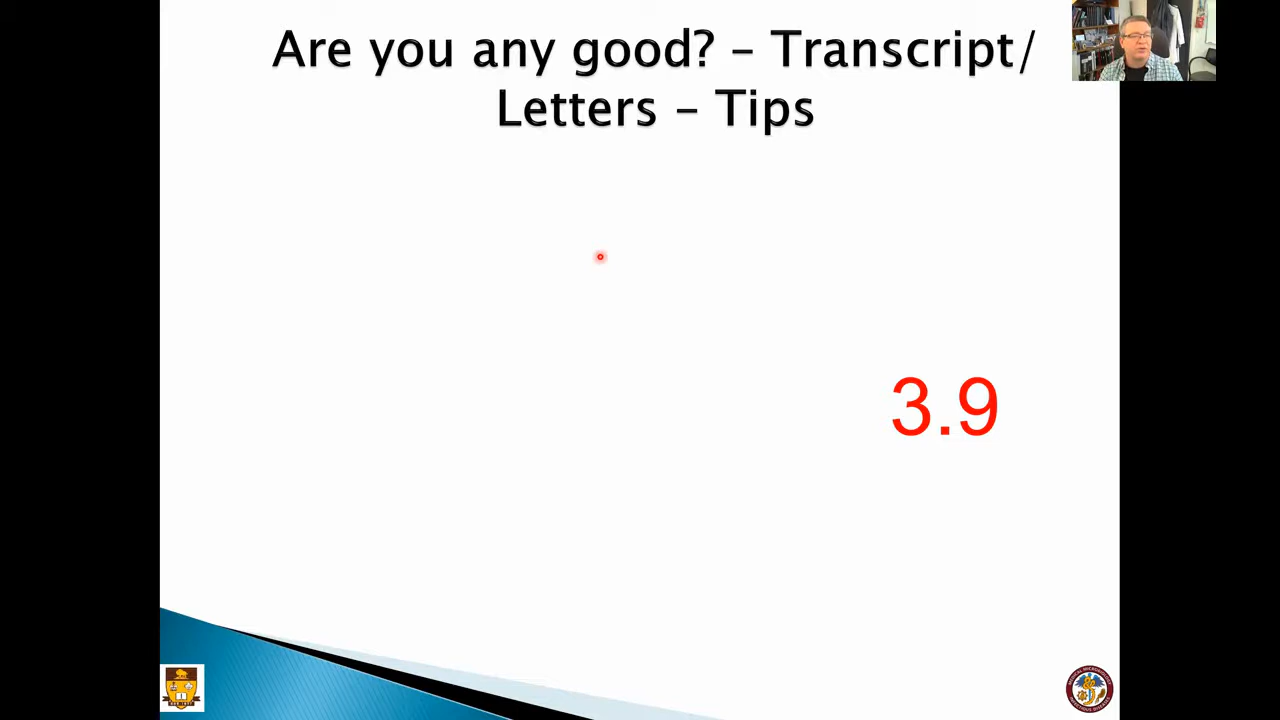 Are you any good? – Transcript/
Letters – Tips
3.9